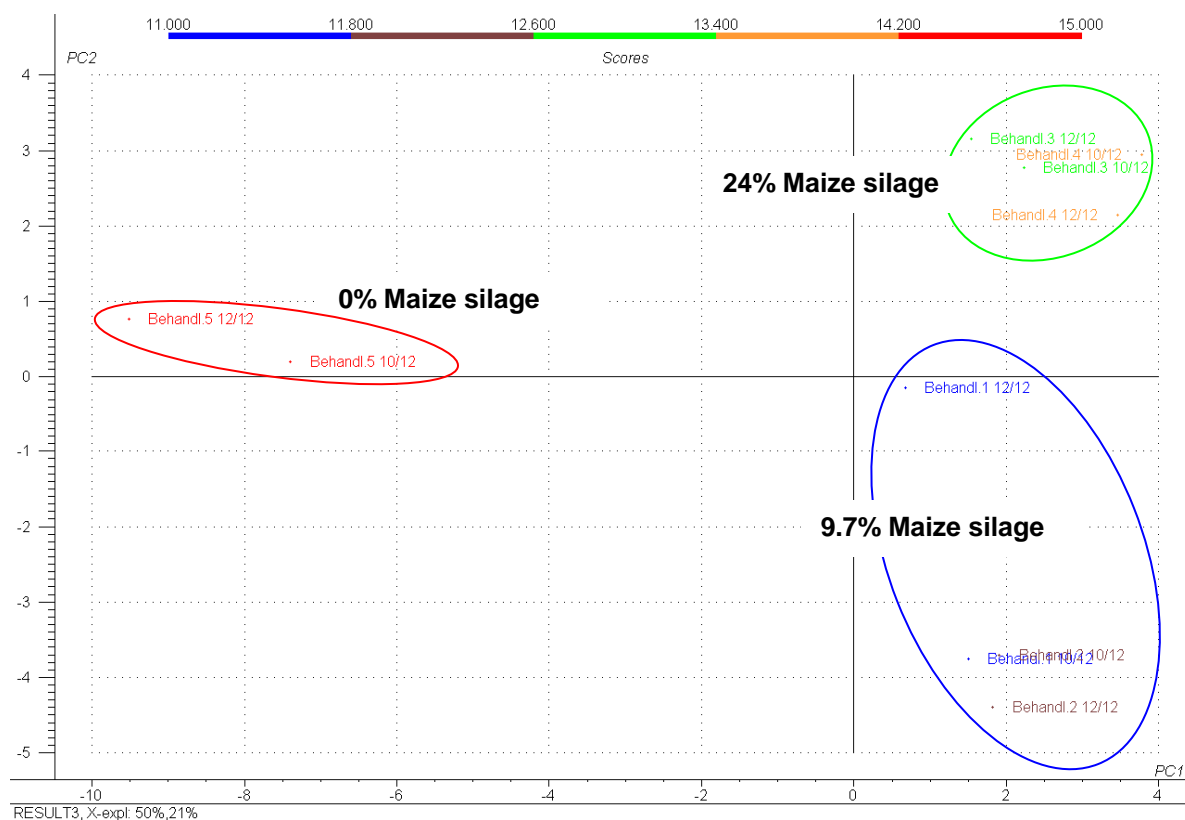 11.000 11.800 12.600 13.400 14.200 15.000
PC2 Scores
4
Behandl.3 12/12
3
Behandl.4 10/12
Behandl.3 10/12
24% Maize silage
2
Behandl.4 12/12
1
0% Maize silage
Behandl.5 12/12
Behandl.5 10/12
0
Behandl.1 12/12
-1
-2
9.7% Maize silage
-3
Behandl.1 10/12
Behandl.2 10/12
-4
Behandl.2 12/12
-5
PC1
-10 -8 -6 -4 -2 0 2 4
RESULT3, X-expl: 50%,21%